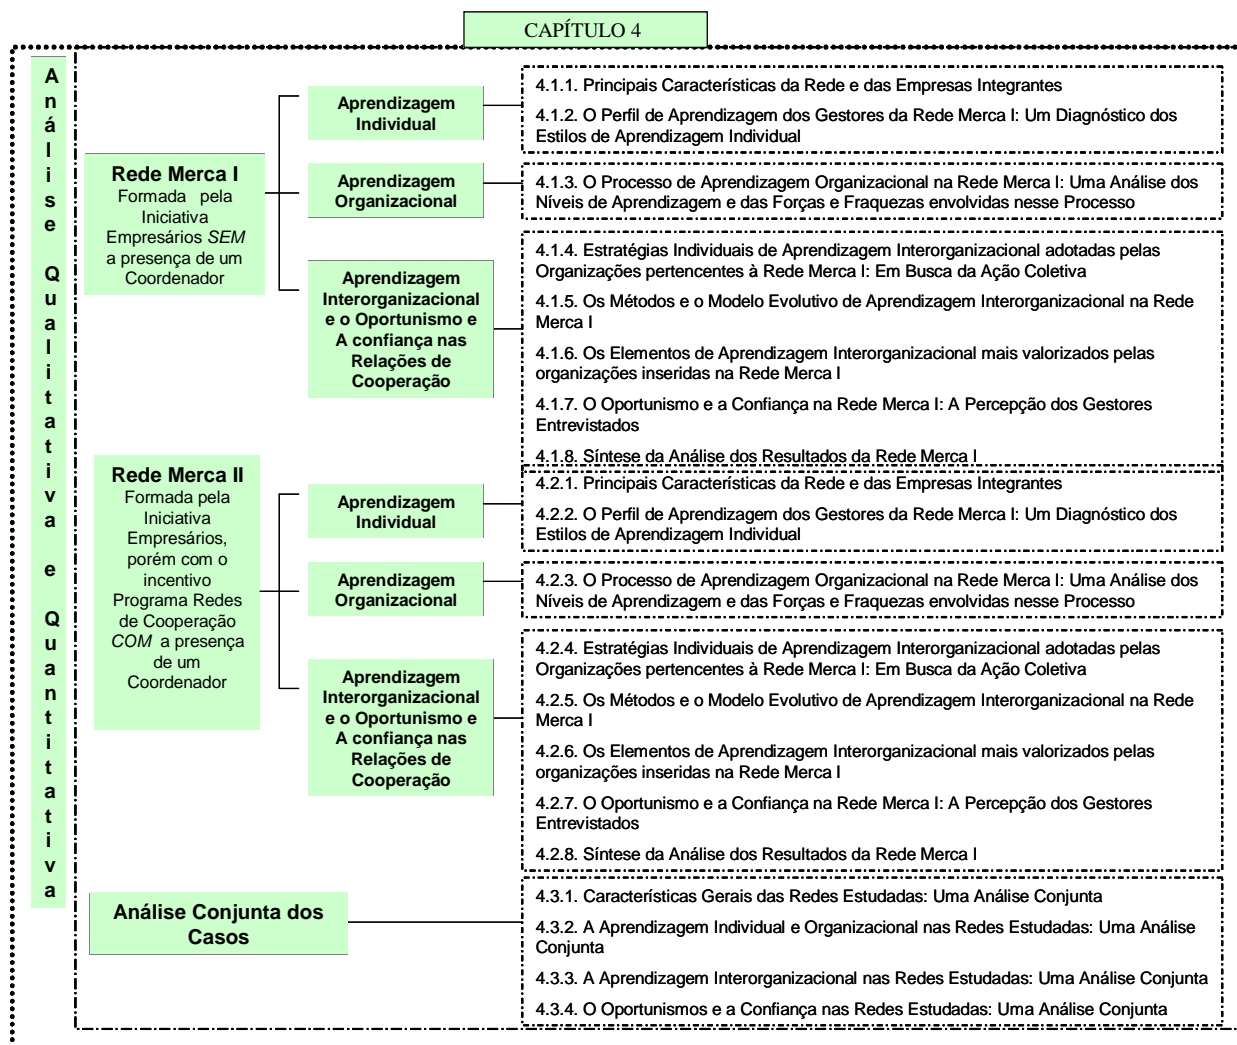 CAPÍTULO 4
Análise Qualitativa e Quantitativa
Rede Merca I
Formada pela
Iniciativa
Empresários SEM
a presença de um
Coordenador
Aprendizagem
Individual
4.1.1. Principais Características da Rede e das Empresas Integrantes
4.1.2. O Perfil de Aprendizagem dos Gestores da Rede Merca I: Um Diagnóstico dos
Estilos de Aprendizagem Individual
Aprendizagem
Organizacional
4.1.3. O Processo de Aprendizagem Organizacional na Rede Merca I: Uma Análise dos
Níveis de Aprendizagem e das Forças e Fraquezas envolvidas nesse Processo
Aprendizagem
Interorganizacional
e o Oportunismo e
A confiança nas
Relações de
Cooperação
4.1.4. Estratégias Individuais de Aprendizagem Interorganizacional adotadas pelas
Organizações pertencentes à Rede Merca I: Em Busca da Ação Coletiva
4.1.5. Os Métodos e o Modelo Evolutivo de Aprendizagem Interorganizacional na Rede
Merca I
4.1.6. Os Elementos de Aprendizagem Interorganizacional mais valorizados pelas
organizações inseridas na Rede Merca I
4.1.7. O Oportunismo e a Confiança na Rede Merca I: A Percepção dos Gestores
Entrevistados
4.1.8. Síntese da Análise dos Resultados da Rede Merca I
Rede Merca II
Formada pela
Iniciativa
Empresários,
porém com o
incentivo
Programa Redes
de Cooperação
COM a presença
de um
Coordenador
Aprendizagem
Individual
4.2.1. Principais Características da Rede e das Empresas Integrantes
4.2.2. O Perfil de Aprendizagem dos Gestores da Rede Merca I: Um Diagnóstico dos
Estilos de Aprendizagem Individual
Aprendizagem
Organizacional
4.2.3. O Processo de Aprendizagem Organizacional na Rede Merca I: Uma Análise dos
Níveis de Aprendizagem e das Forças e Fraquezas envolvidas nesse Processo
Aprendizagem
Interorganizacional
e o Oportunismo e
A confiança nas
Relações de
Cooperação
4.2.4. Estratégias Individuais de Aprendizagem Interorganizacional adotadas pelas
Organizações pertencentes à Rede Merca I: Em Busca da Ação Coletiva
4.2.5. Os Métodos e o Modelo Evolutivo de Aprendizagem Interorganizacional na Rede
Merca I
4.2.6. Os Elementos de Aprendizagem Interorganizacional mais valorizados pelas
organizações inseridas na Rede Merca I
4.2.7. O Oportunismo e a Confiança na Rede Merca I: A Percepção dos Gestores
Entrevistados
4.2.8. Síntese da Análise dos Resultados da Rede Merca I
Análise Conjunta dos
Casos
4.3.1. Características Gerais das Redes Estudadas: Uma Análise Conjunta
4.3.2. A Aprendizagem Individual e Organizacional nas Redes Estudadas: Uma Análise
Conjunta
4.3.3. A Aprendizagem Interorganizacional nas Redes Estudadas: Uma Análise Conjunta
4.3.4. O Oportunismos e a Confiança nas Redes Estudadas: Uma Análise Conjunta